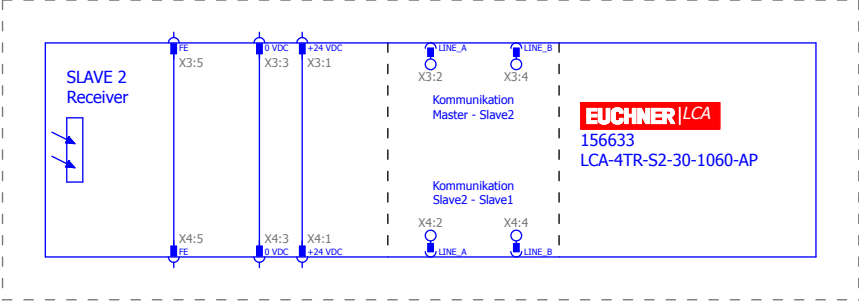 FE
0 VDC
+24 VDC
LINE_A
LINE_B
X3:5
X3:3
X3:1
X3:2
X3:4
SLAVE 2
Receiver
Kommunikation
Master - Slave2
EUCHNER|LCA
156633
LCA-4TR-S2-30-1060-AP
Kommunikation
Slave2 - Slave1
X4:5
X4:3
X4:1
X4:2
X4:4
FE
0 VDC
+24 VDC
LINE_A
LINE_B